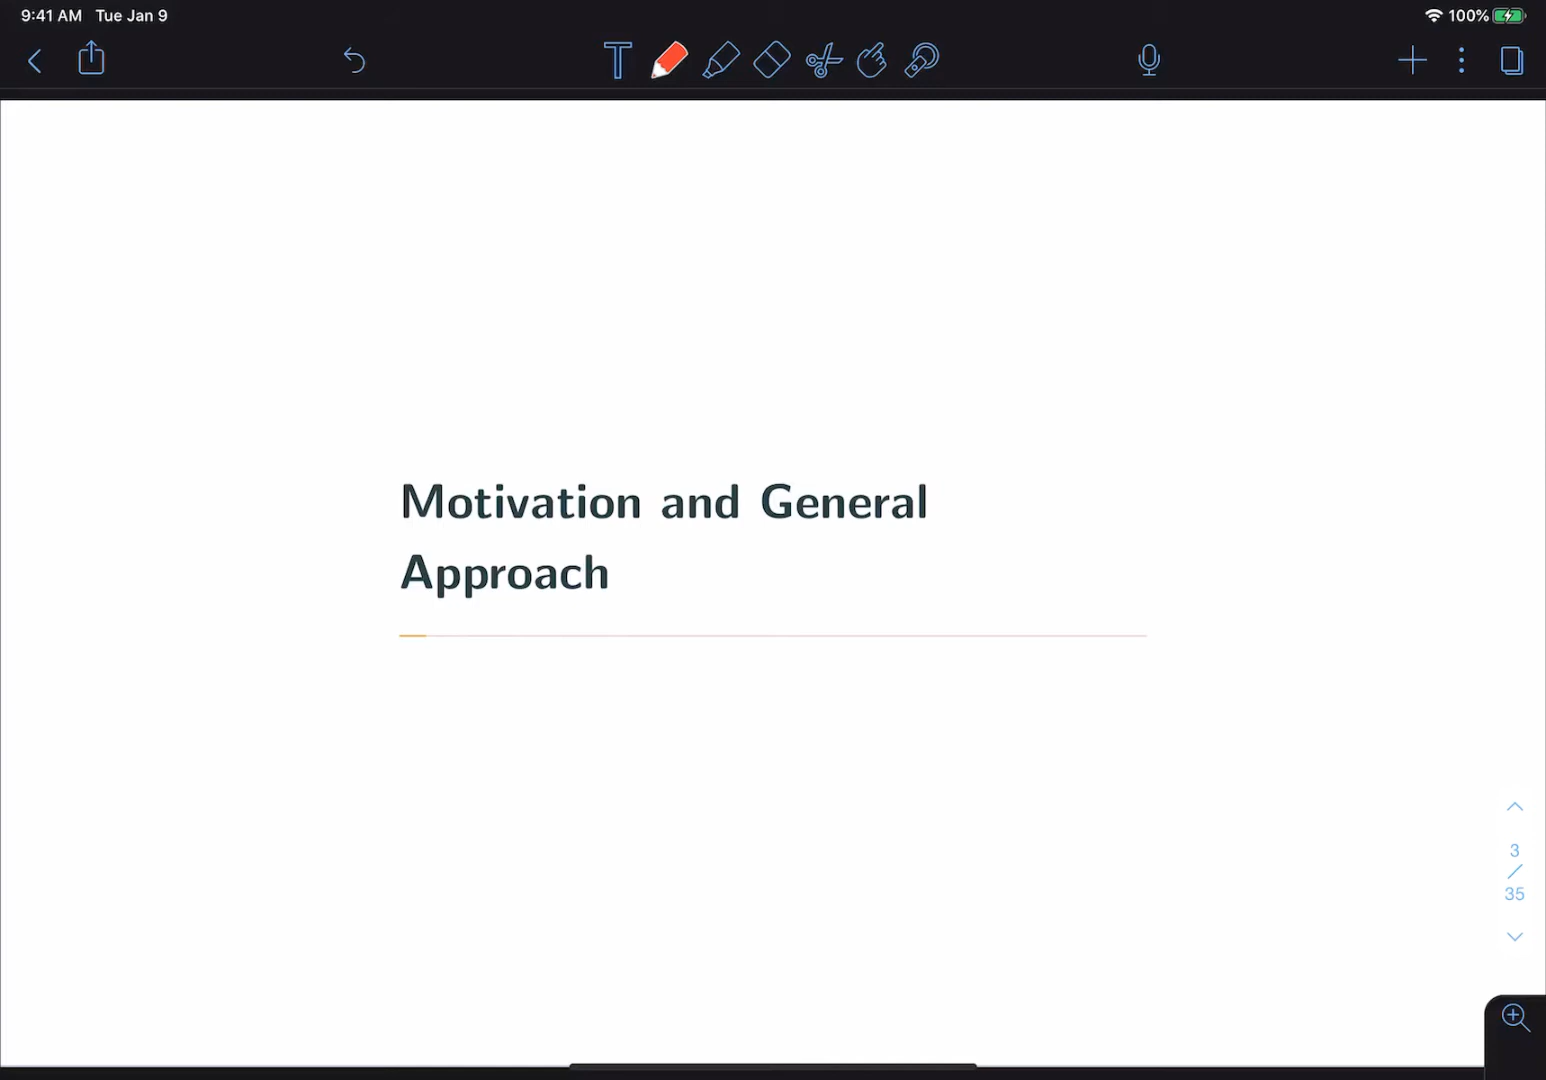 9:41 AM Tue Jan 9
100%
Motivation and General
Approach
3
/
35